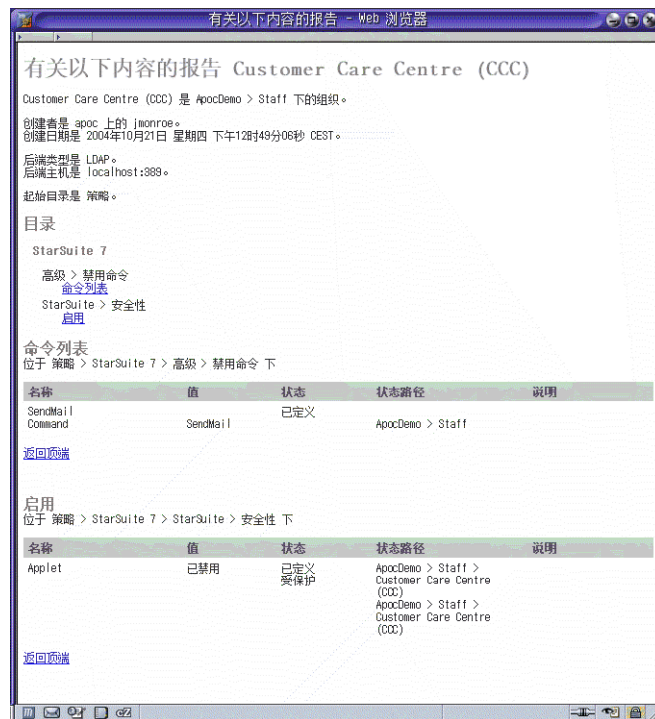 有关以下内容的报告 - Web 浏览器
有关以下内容的报告 Customer Care Centre (CCC)
Customer Care Centre (CCC) 是 ApocDemo > Staff 下的组织。
创建者是 apoc 上的 jmonroe。
创建日期是 2004年10月21日 星期四 下午12时49分06秒 CEST。
后端类型是 LDAP。
后端主机是 localhost:389。
起始目录是 策略。
目录
StarSuite 7
高级 > 禁用命令
命令列表
StarSuite > 安全性
启用
命令列表
位于 策略 > StarSuite 7 > 高级 > 禁用命令 下
名称 值 状态 状态路径 说明
SendMail 已定义
Command SendMail ApocDemo > Staff
返回顶端
启用
位于 策略 > StarSuite 7 > StarSuite > 安全性 下
名称 值 状态 状态路径 说明
Applet 已禁用 已定义 ApocDemo > Staff >
受保护 Customer Care Centre
(CCC)
ApocDemo > Staff >
Customer Care Centre
(CCC)
返回顶端